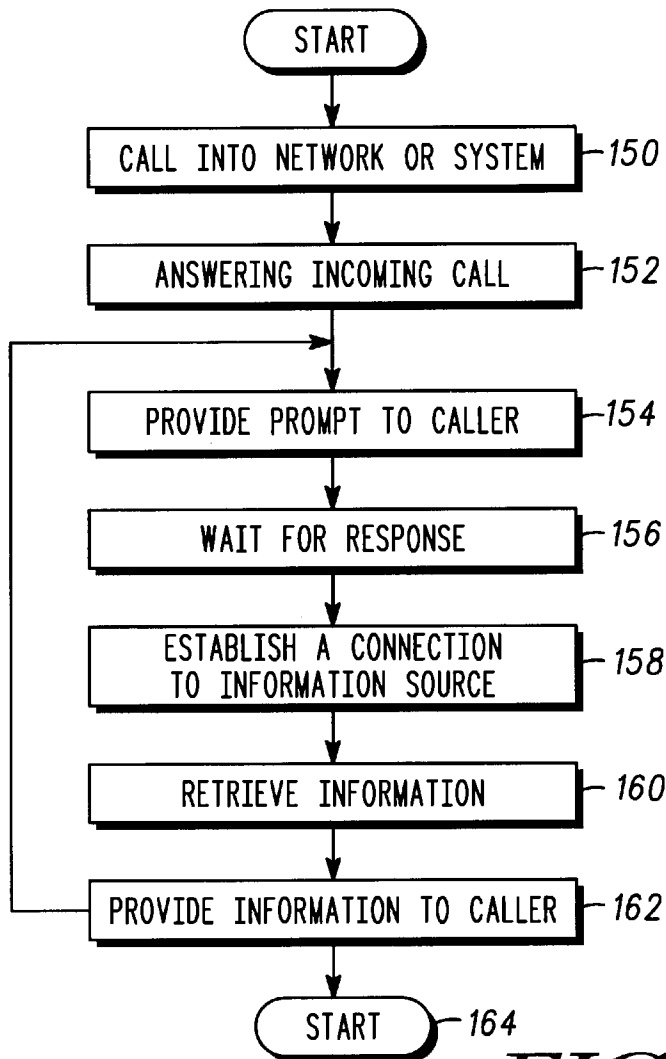 START
CALL INTO NETWORK OR SYSTEM 150
ANSWERING INCOMING CALL 152
PROVIDE PROMPT TO CALLER 154
WAIT FOR RESPONSE 156
ESTABLISH A CONNECTION
TO INFORMATION SOURCE 158
RETRIEVE INFORMATION 160
PROVIDE INFORMATION TO CALLER 162
START 164